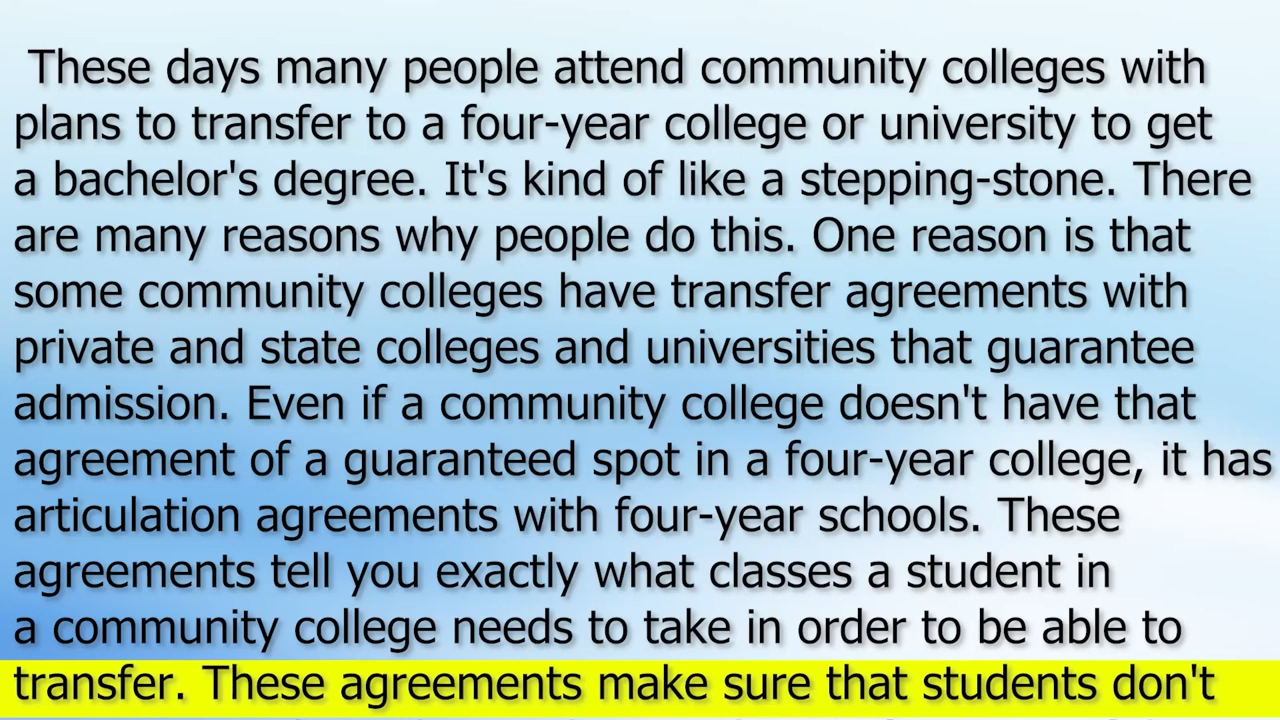 These days many people attend community colleges with
plans to transfer to a four-year college or university to get
a bachelor's degree. It's kind of like a stepping-stone. There
are many reasons why people do this. One reason is that
some community colleges have transfer agreements with
private and state colleges and universities that guarantee
admission. Even if a community college doesn't have that
agreement of a guaranteed spot in a four-year college, it has
articulation agreements with four-year schools. These
agreements tell you exactly what classes a student in
a community college needs to take in order to be able to
transfer. These agreements make sure that students don't